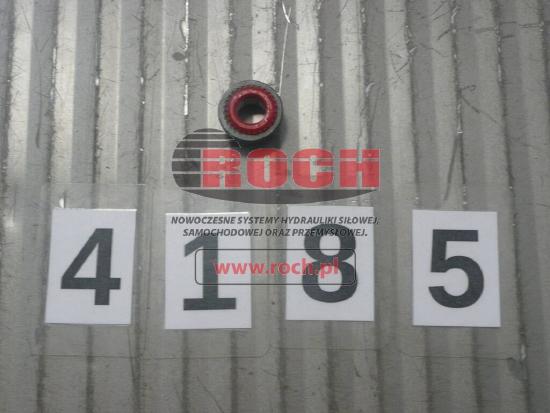 ROCH
NOWOCZESNE SYSTEMY HYDRAULIKI SIŁOWEJ,
SAMOCHODOWEJ ORAZ PRZEMYSŁOWEJ.
www.roch.pl
4 1 8 5